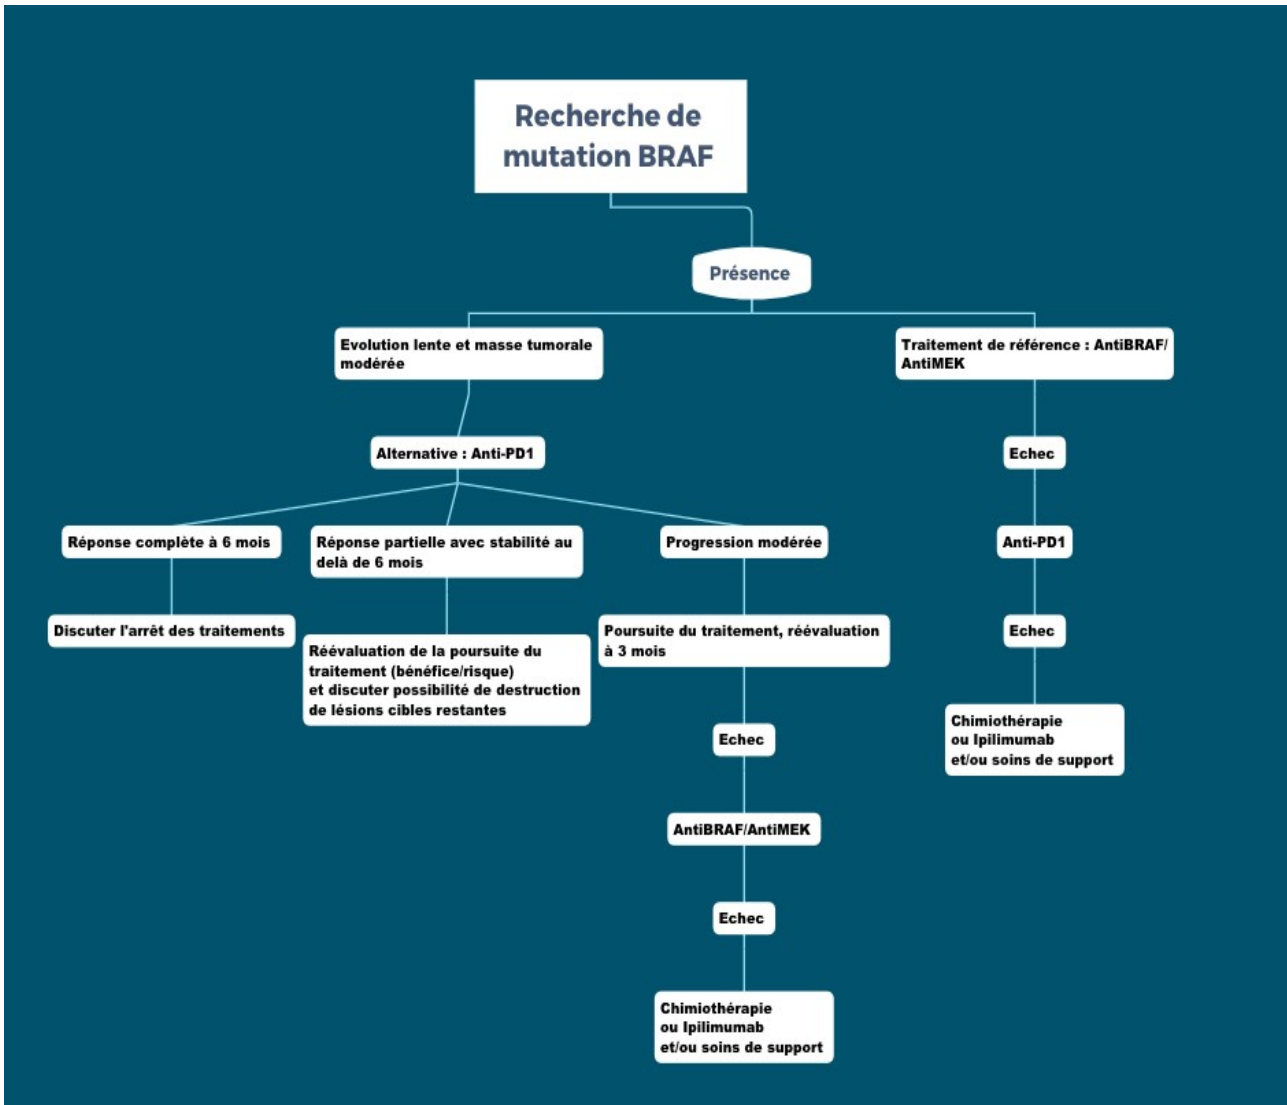 Recherche de
mutation BRAF
Présence
Evolution lente et masse tumorale
modérée
Traitement de référence : AntiBRAF/
AntiMEK
Alternative : Anti-PD1
Echec
Réponse complète à 6 mois
Réponse partielle avec stabilité au
delà de 6 mois
Progression modérée
Anti-PD1
Discuter l'arrêt des traitements
Réévaluation de la poursuite du
traitement (bénéfice/risque)
et discuter possibilité de destruction
de lésions cibles restantes
Poursuite du traitement, réévaluation
à 3 mois
Echec
Echec
Chimiothérapie
ou Ipilimumab
et/ou soins de support
AntiBRAF/AntiMEK
Echec
Chimiothérapie
ou Ipilimumab
et/ou soins de support